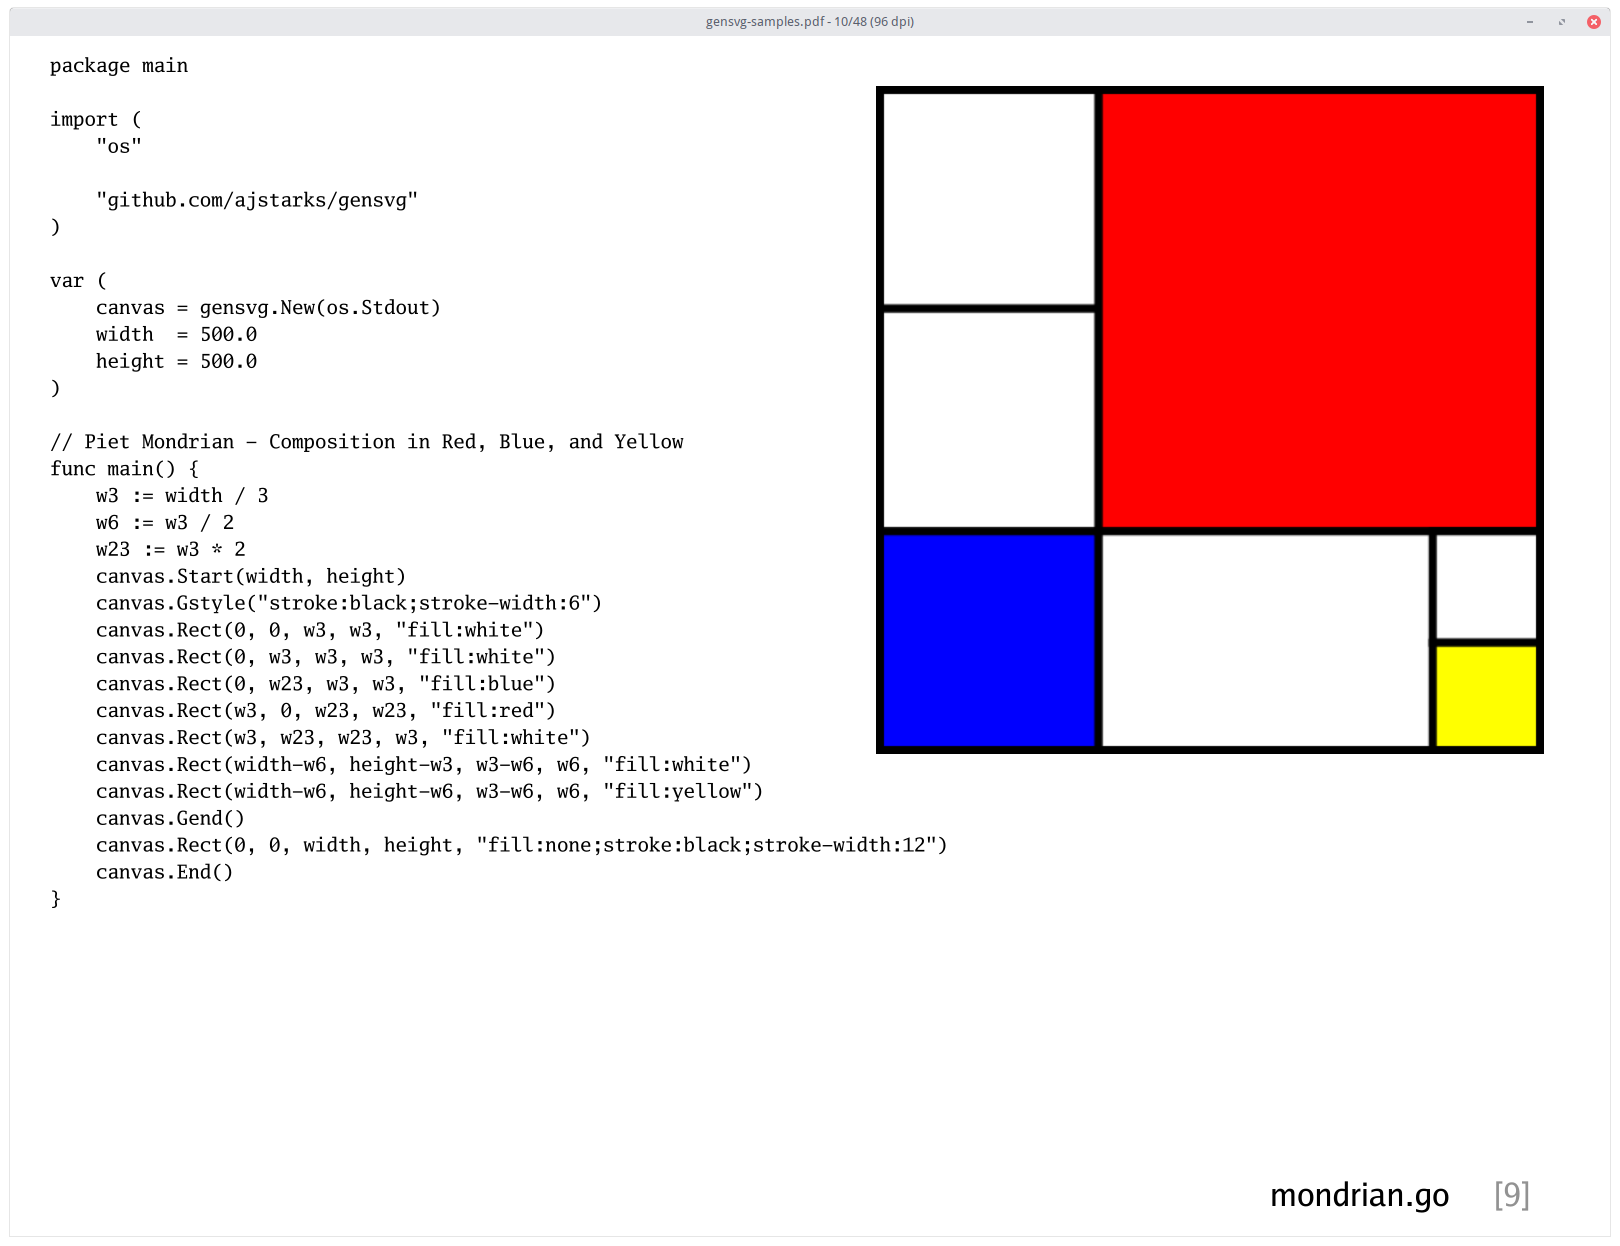 gensvg-samples.pdf - 10/48 (96 dpi)
package main
import (
    "os"
    "github.com/ajstarks/gensvg"
)
var (
    canvas = gensvg.New(os.Stdout)
    width  = 500.0
    height = 500.0
)
// Piet Mondrian - Composition in Red, Blue, and Yellow
func main() {
    w3 := width / 3
    w6 := w3 / 2
    w23 := w3 * 2
    canvas.Start(width, height)
    canvas.Gstyle("stroke:black;stroke-width:6")
    canvas.Rect(0, 0, w3, w3, "fill:white")
    canvas.Rect(0, w3, w3, w3, "fill:white")
    canvas.Rect(0, w23, w3, w3, "fill:blue")
    canvas.Rect(w3, 0, w23, w23, "fill:red")
    canvas.Rect(w3, w23, w23, w3, "fill:white")
    canvas.Rect(width-w6, height-w3, w3-w6, w6, "fill:white")
    canvas.Rect(width-w6, height-w6, w3-w6, w6, "fill:yellow")
    canvas.Gend()
    canvas.Rect(0, 0, width, height, "fill:none;stroke:black;stroke-width:12")
    canvas.End()
}
mondrian.go [9]